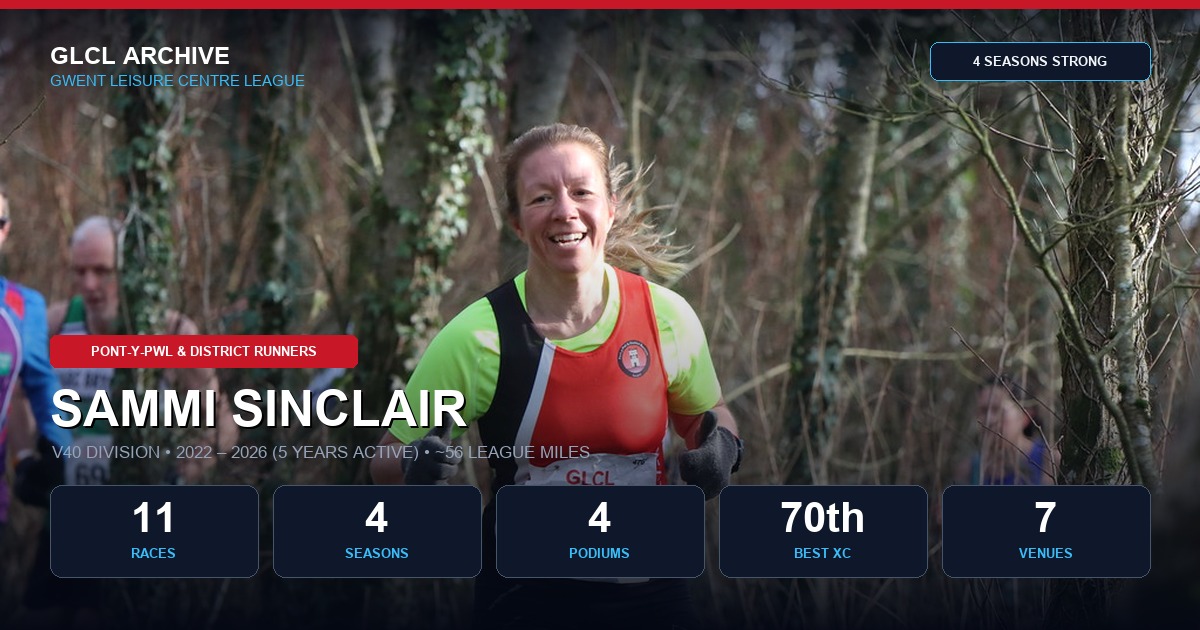 GLCL ARCHIVE
GWENT LEISURE CENTRE LEAGUE
4 SEASONS STRONG
PONT-Y-PWL & DISTRICT RUNNERS
SAMMI SINCLAIR
V40 DIVISION • 2022 – 2026 (5 YEARS ACTIVE) • ~56 LEAGUE MILES
69
GLCL
11
RACES
4
SEASONS
4
PODIUMS
70th
BEST XC
7
VENUES